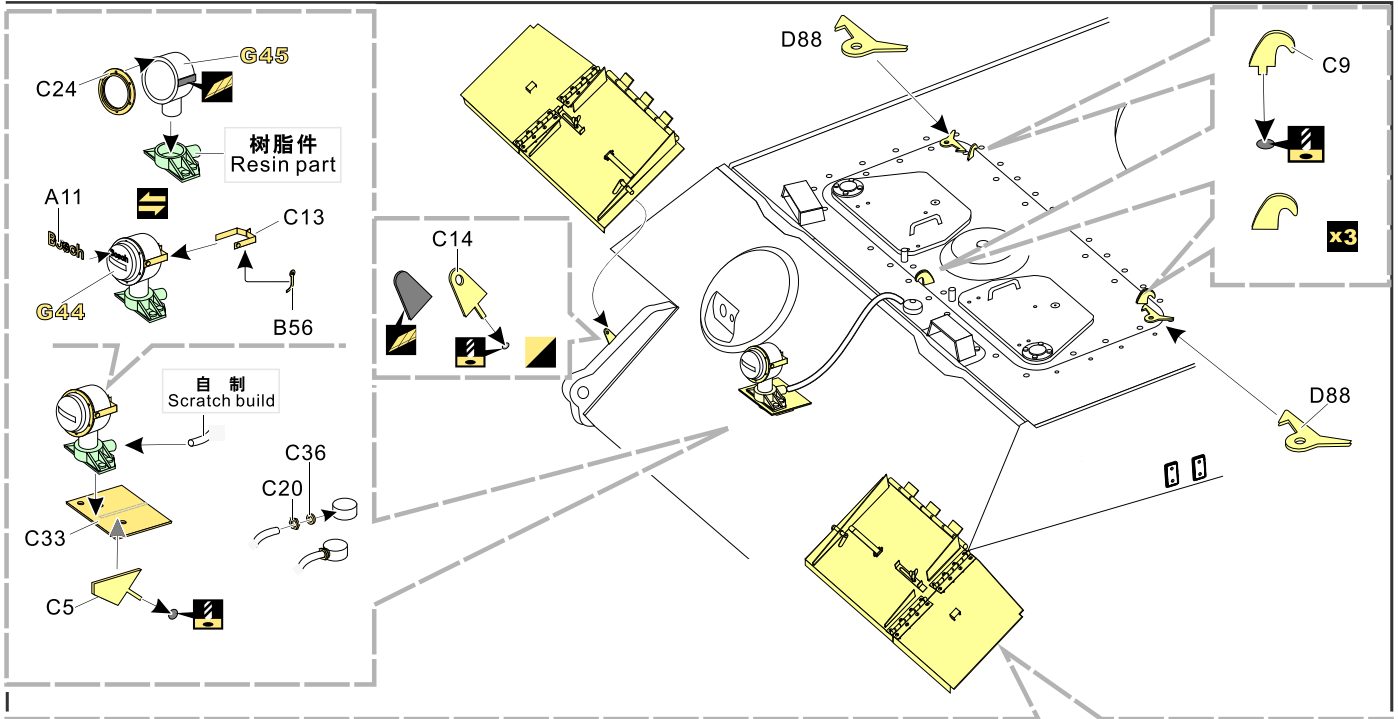 G45
C24
树脂件
Resin part
A11
Busch
C13
G44
B56
自 制
Scratch build
C36
C20
C33
C5
C14
D88
C9
x3
D88